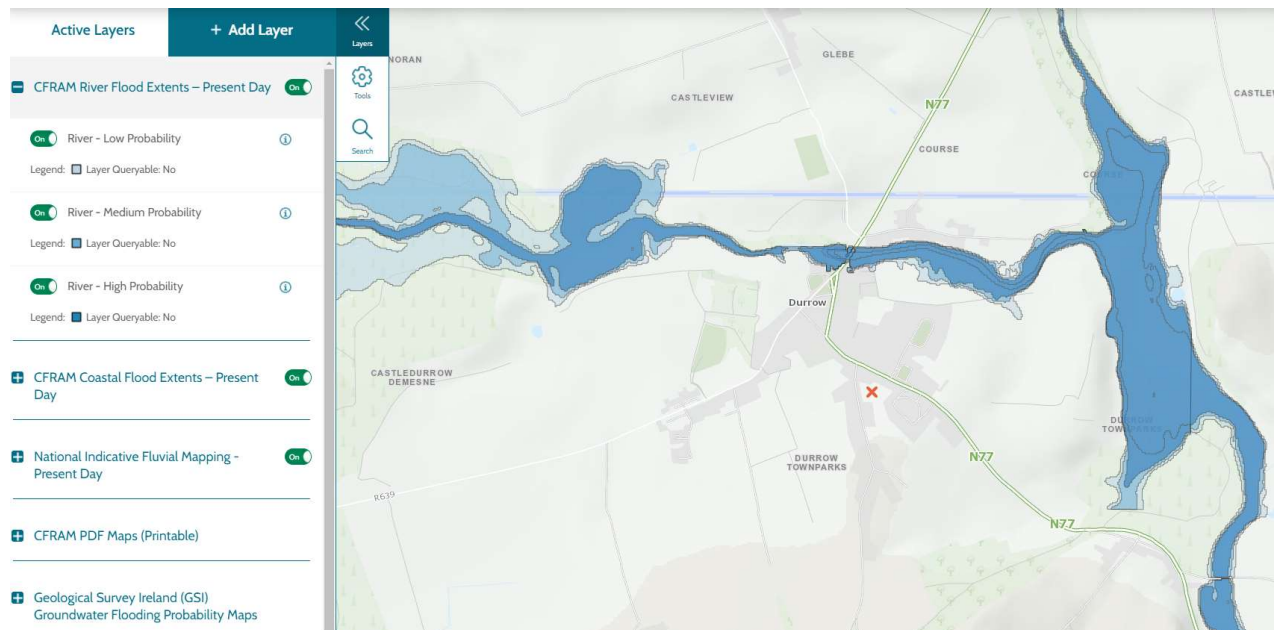 Active Layers
+ Add Layer
Layers
Tools
Search
CFRAM River Flood Extents – Present Day
On
On
River - Low Probability
Legend: Layer Queryable: No
On
River - Medium Probability
Legend: Layer Queryable: No
On
River - High Probability
Legend: Layer Queryable: No
CFRAM Coastal Flood Extents – Present
Day
On
National Indicative Fluvial Mapping -
Present Day
On
CFRAM PDF Maps (Printable)
Geological Survey Ireland (GSI)
Groundwater Flooding Probability Maps
NORAN
GLEBE
CASTLEVIEW
CASTLEV
N77
COURSE
COURSE
Durrow
CASTLEDURROW
DEMESNE
DURROW
TOWNPARKS
DURROW
TOWNPARKS
N77
R639
N77